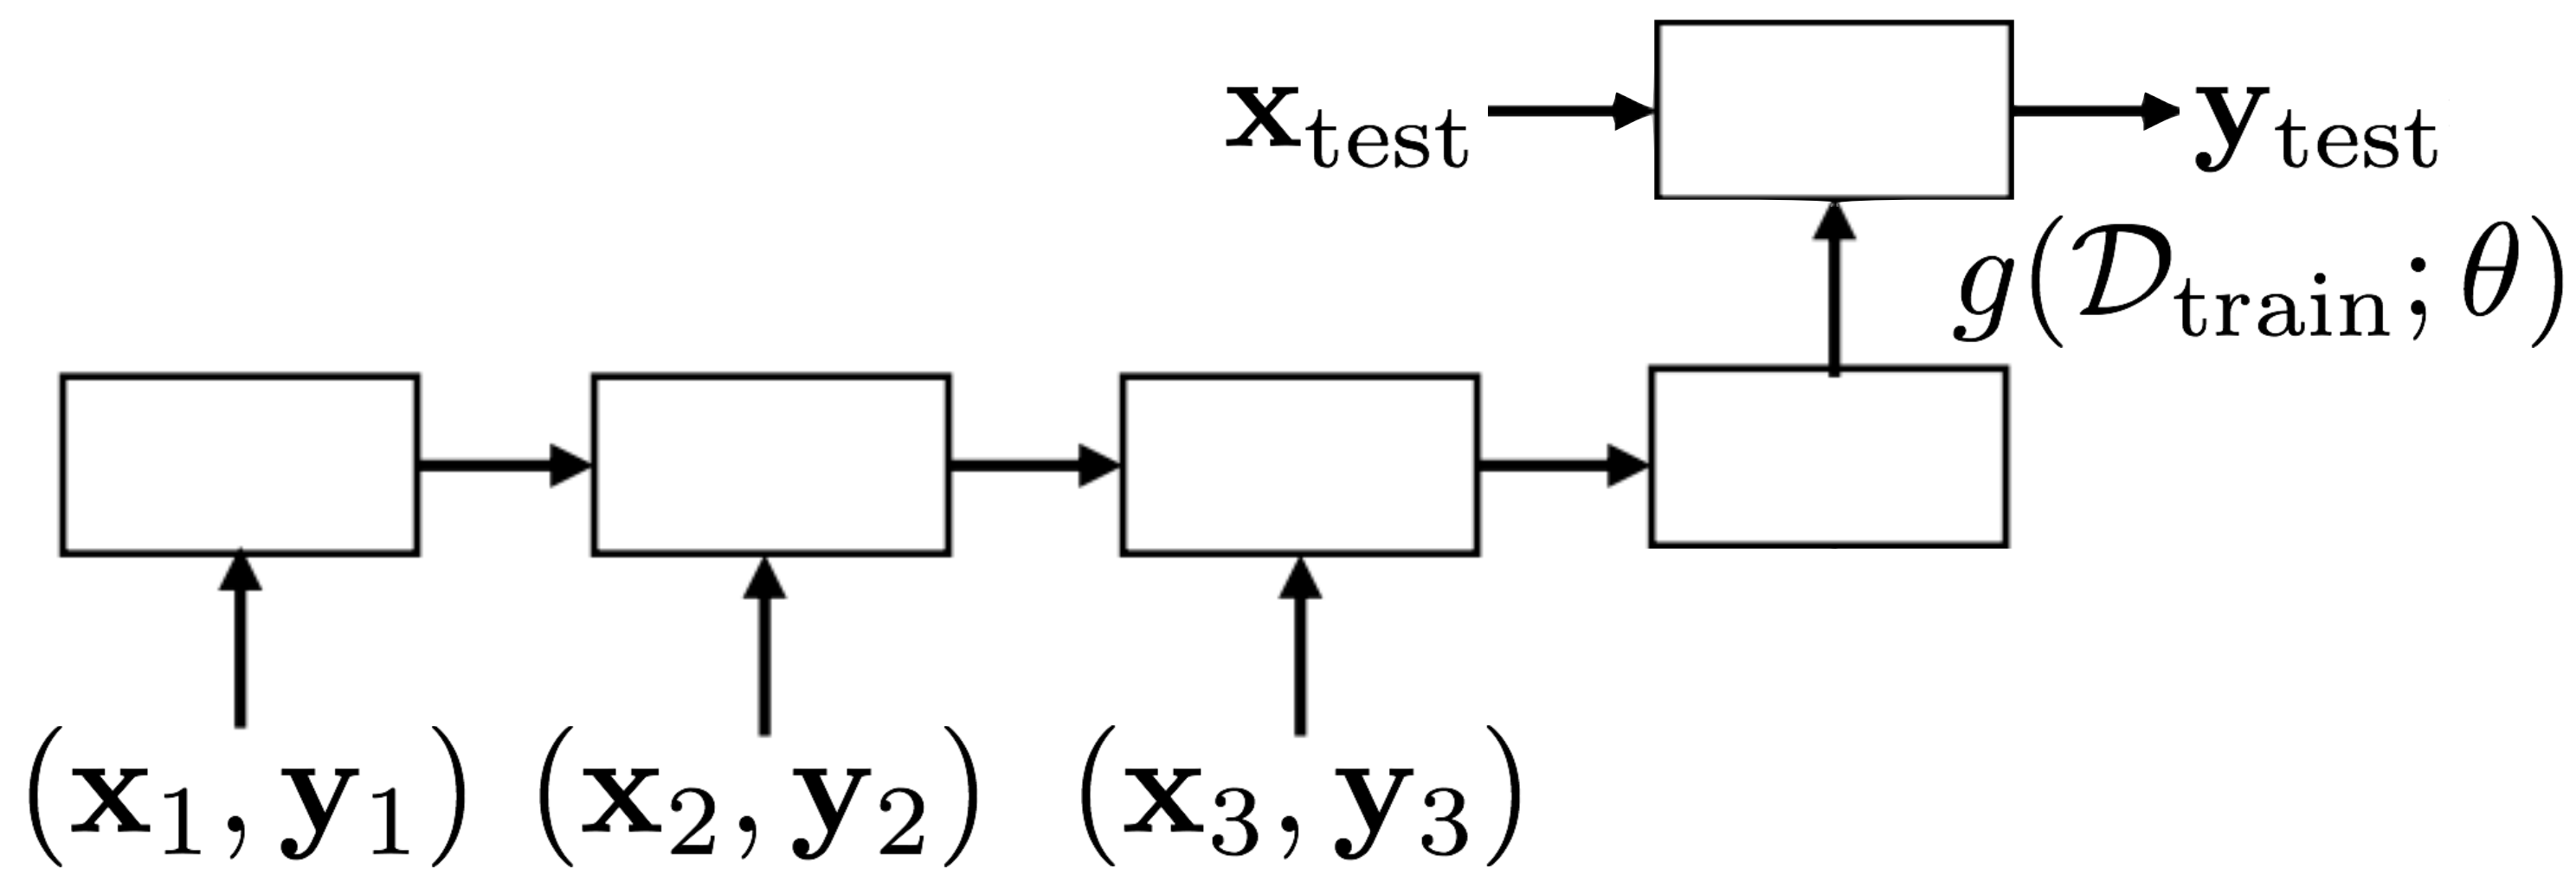 x_test y_test
g(D_train; θ)
(x_1, y_1) (x_2, y_2) (x_3, y_3)